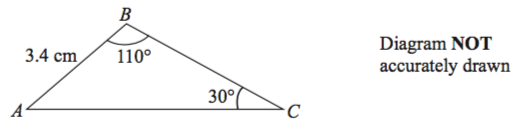 B
3.4 cm
110°
Diagram NOT
accurately drawn
30°
A
C